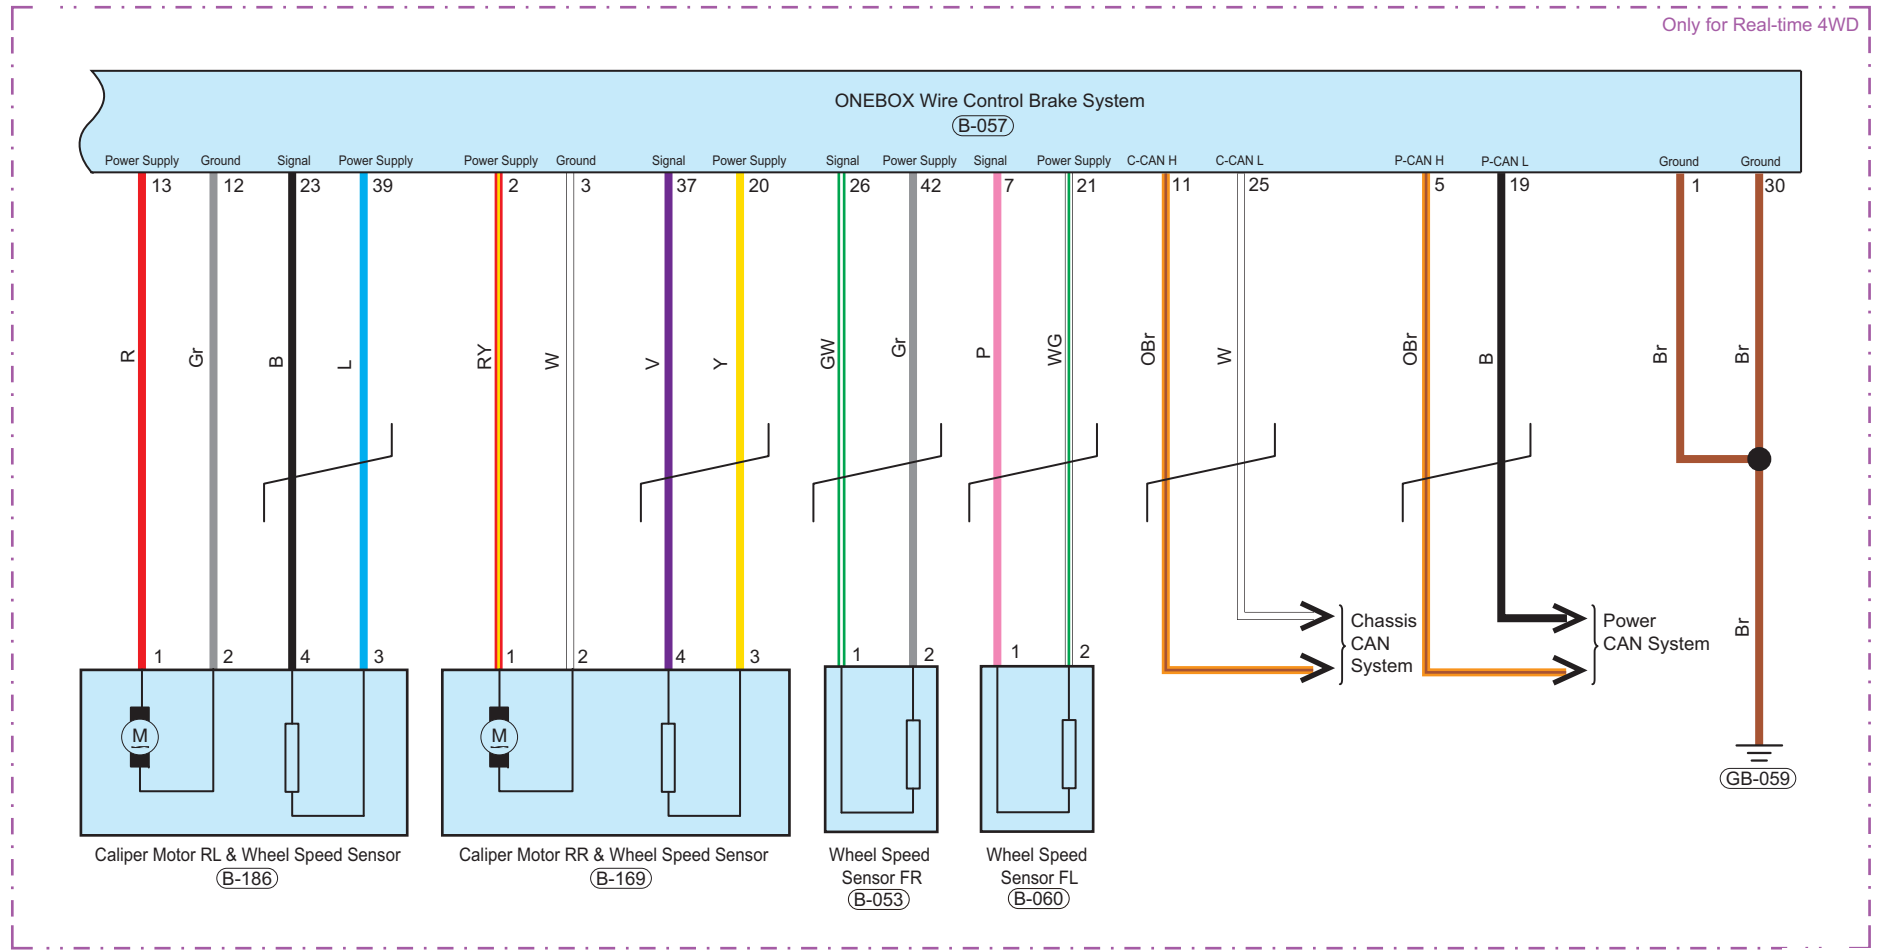 Only for Real-time 4WD
ONEBOX Wire Control Brake System
B-057
Power Supply Ground Signal Power Supply Power Supply Ground Signal Power Supply Signal Power Supply Signal Power Supply C-CAN H C-CAN L P-CAN H P-CAN L Ground Ground
13 12 23 39 2 3 37 20 26 42 7 21 11 25 5 19 1 30
R Gr B L RY W V Y GW Gr P WG OBr W OBr B Br Br
Br
Chassis
CAN
System
Power
CAN System
1 2 4 3 1 2 4 3 1 2 1 2
M M
GB-059
Caliper Motor RL & Wheel Speed Sensor
B-186
Caliper Motor RR & Wheel Speed Sensor
B-169
Wheel Speed
Sensor FR
B-053
Wheel Speed
Sensor FL
B-060